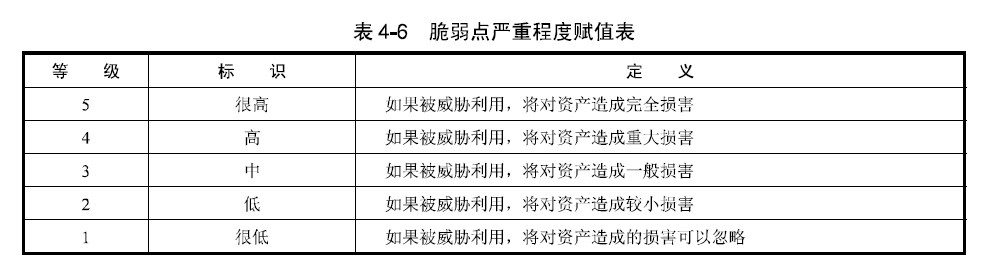 表 4-6 脆弱点严重程度赋值表
等 级 标 识 定 义
5 很高 如果被威胁利用，将对资产造成完全损害
4 高 如果被威胁利用，将对资产造成重大损害
3 中 如果被威胁利用，将对资产造成一般损害
2 低 如果被威胁利用，将对资产造成较小损害
1 很低 如果被威胁利用，将对资产造成的损害可以忽略